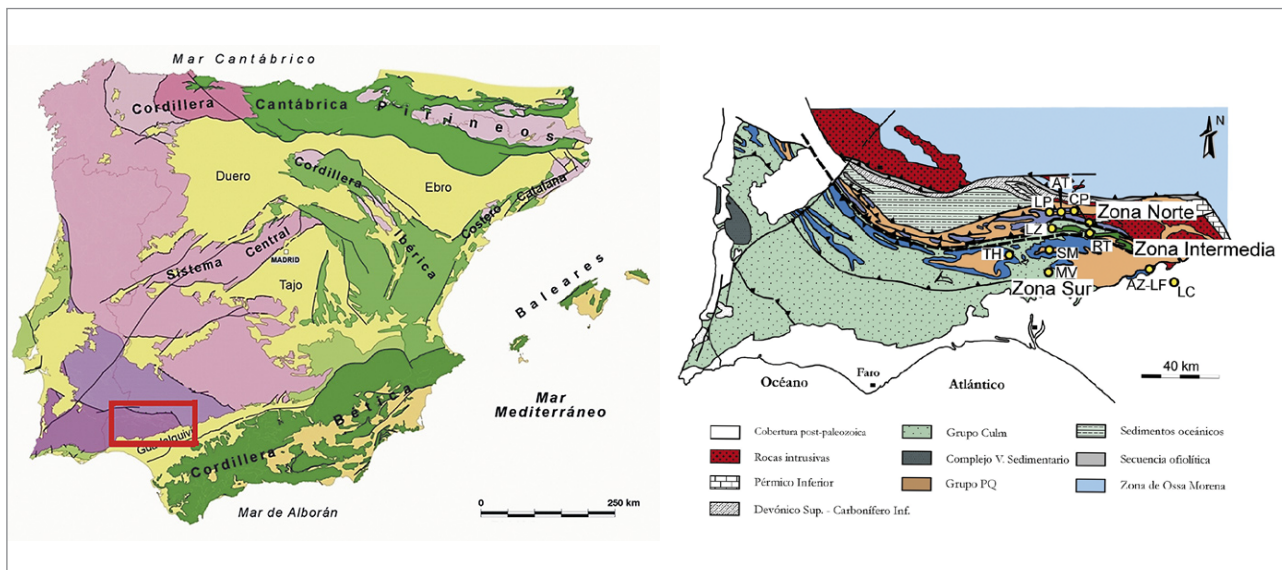 Mar Cantábrico
Cordillera
Cantábrica
Pirineos
Duero
Cordillera
Ebro
Costero Catalana
Ibérica
Sistema Central
MADRID
Tajo
Baleares
Mar
Mediterráneo
Guadalquivir
Cordillera Bética
Mar de Alborán
0
250 km
N
AT
LP
CP
Zona Norte
LZ
RT
Zona Intermedia
TH
SM
MV
Zona Sur
AZ-LF
LC
40 km
Océano
Faro
Atlántico
Cobertura post-paleozoica
Rocas intrusivas
Pérmico Inferior
Devónico Sup. - Carbonífero Inf.
Grupo Culm
Complejo V. Sedimentario
Grupo PQ
Sedimentos oceánicos
Secuencia ofiolítica
Zona de Ossa Morena